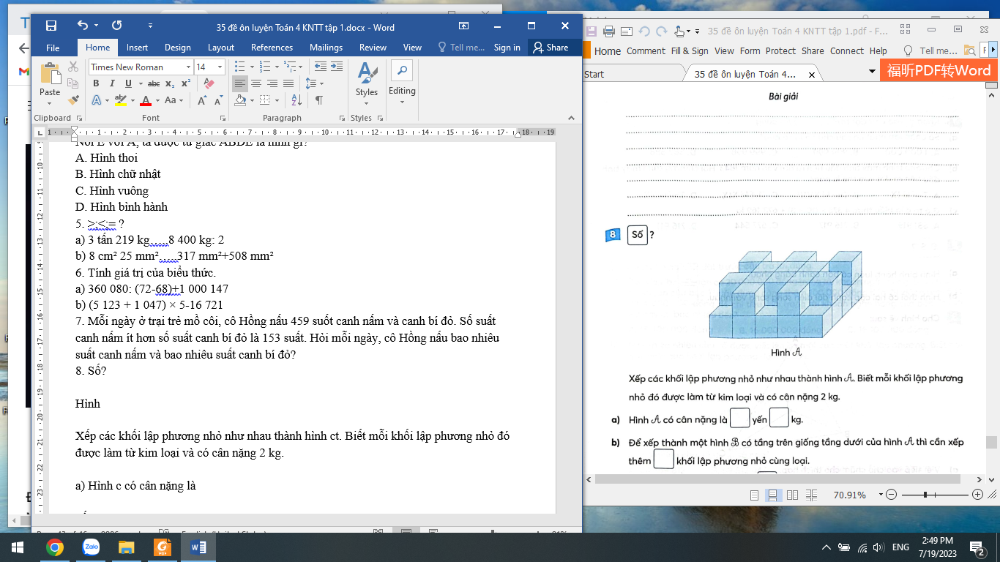 35 đề ôn luyện Toán 4 KNTT tập 1.docx - Word
File Home Insert Design Layout References Mailings Review View Tell me... Sign in Share
Times New Roman 14
Paste
Styles
Editing
Clipboard Font Paragraph Styles
Nối E với A, ta được tứ giác ABDE là hình gì?
A. Hình thoi
B. Hình chữ nhật
C. Hình vuông
D. Hình bình hành
5. >;<;= ?
a) 3 tấn 219 kg…..8 400 kg: 2
b) 8 cm² 25 mm²…..317 mm²+508 mm²
6. Tính giá trị của biểu thức.
a) 360 080: (72-68)+1 000 147
b) (5 123 + 1 047) × 5-16 721
7. Mỗi ngày ở trại trẻ mồ côi, cô Hồng nấu 459 suốt canh nấm và canh bí đỏ. Số suất
canh nấm ít hơn số suất canh bí đỏ là 153 suất. Hỏi mỗi ngày, cô Hồng nấu bao nhiêu
suất canh nấm và bao nhiêu suất canh bí đỏ?
8. Số?
Hình
Xếp các khối lập phương nhỏ như nhau thành hình ct. Biết mỗi khối lập phương nhỏ đó
được làm từ kim loại và có cân nặng 2 kg.
a) Hình c có cân nặng là
35 đề ôn luyện Toán 4 KNTT tập 1.pdf - F...
Home Comment Fill & Sign View Form Protect Share Connect Help Tell me...
Start 35 đề ôn luyện Toán 4...
福昕PDF转Word
Bài giải
8 Số ?
Hình A
Xếp các khối lập phương nhỏ như nhau thành hình A. Biết mỗi khối lập phương
nhỏ đó được làm từ kim loại và có cân nặng 2 kg.
a) Hình A có cân nặng là yến kg.
b) Để xếp thành một hình B có tầng trên giống tầng dưới của hình A thì cần xếp
thêm khối lập phương nhỏ cùng loại.
70.91%
Zalo
ENG
2:49 PM
7/19/2023
2